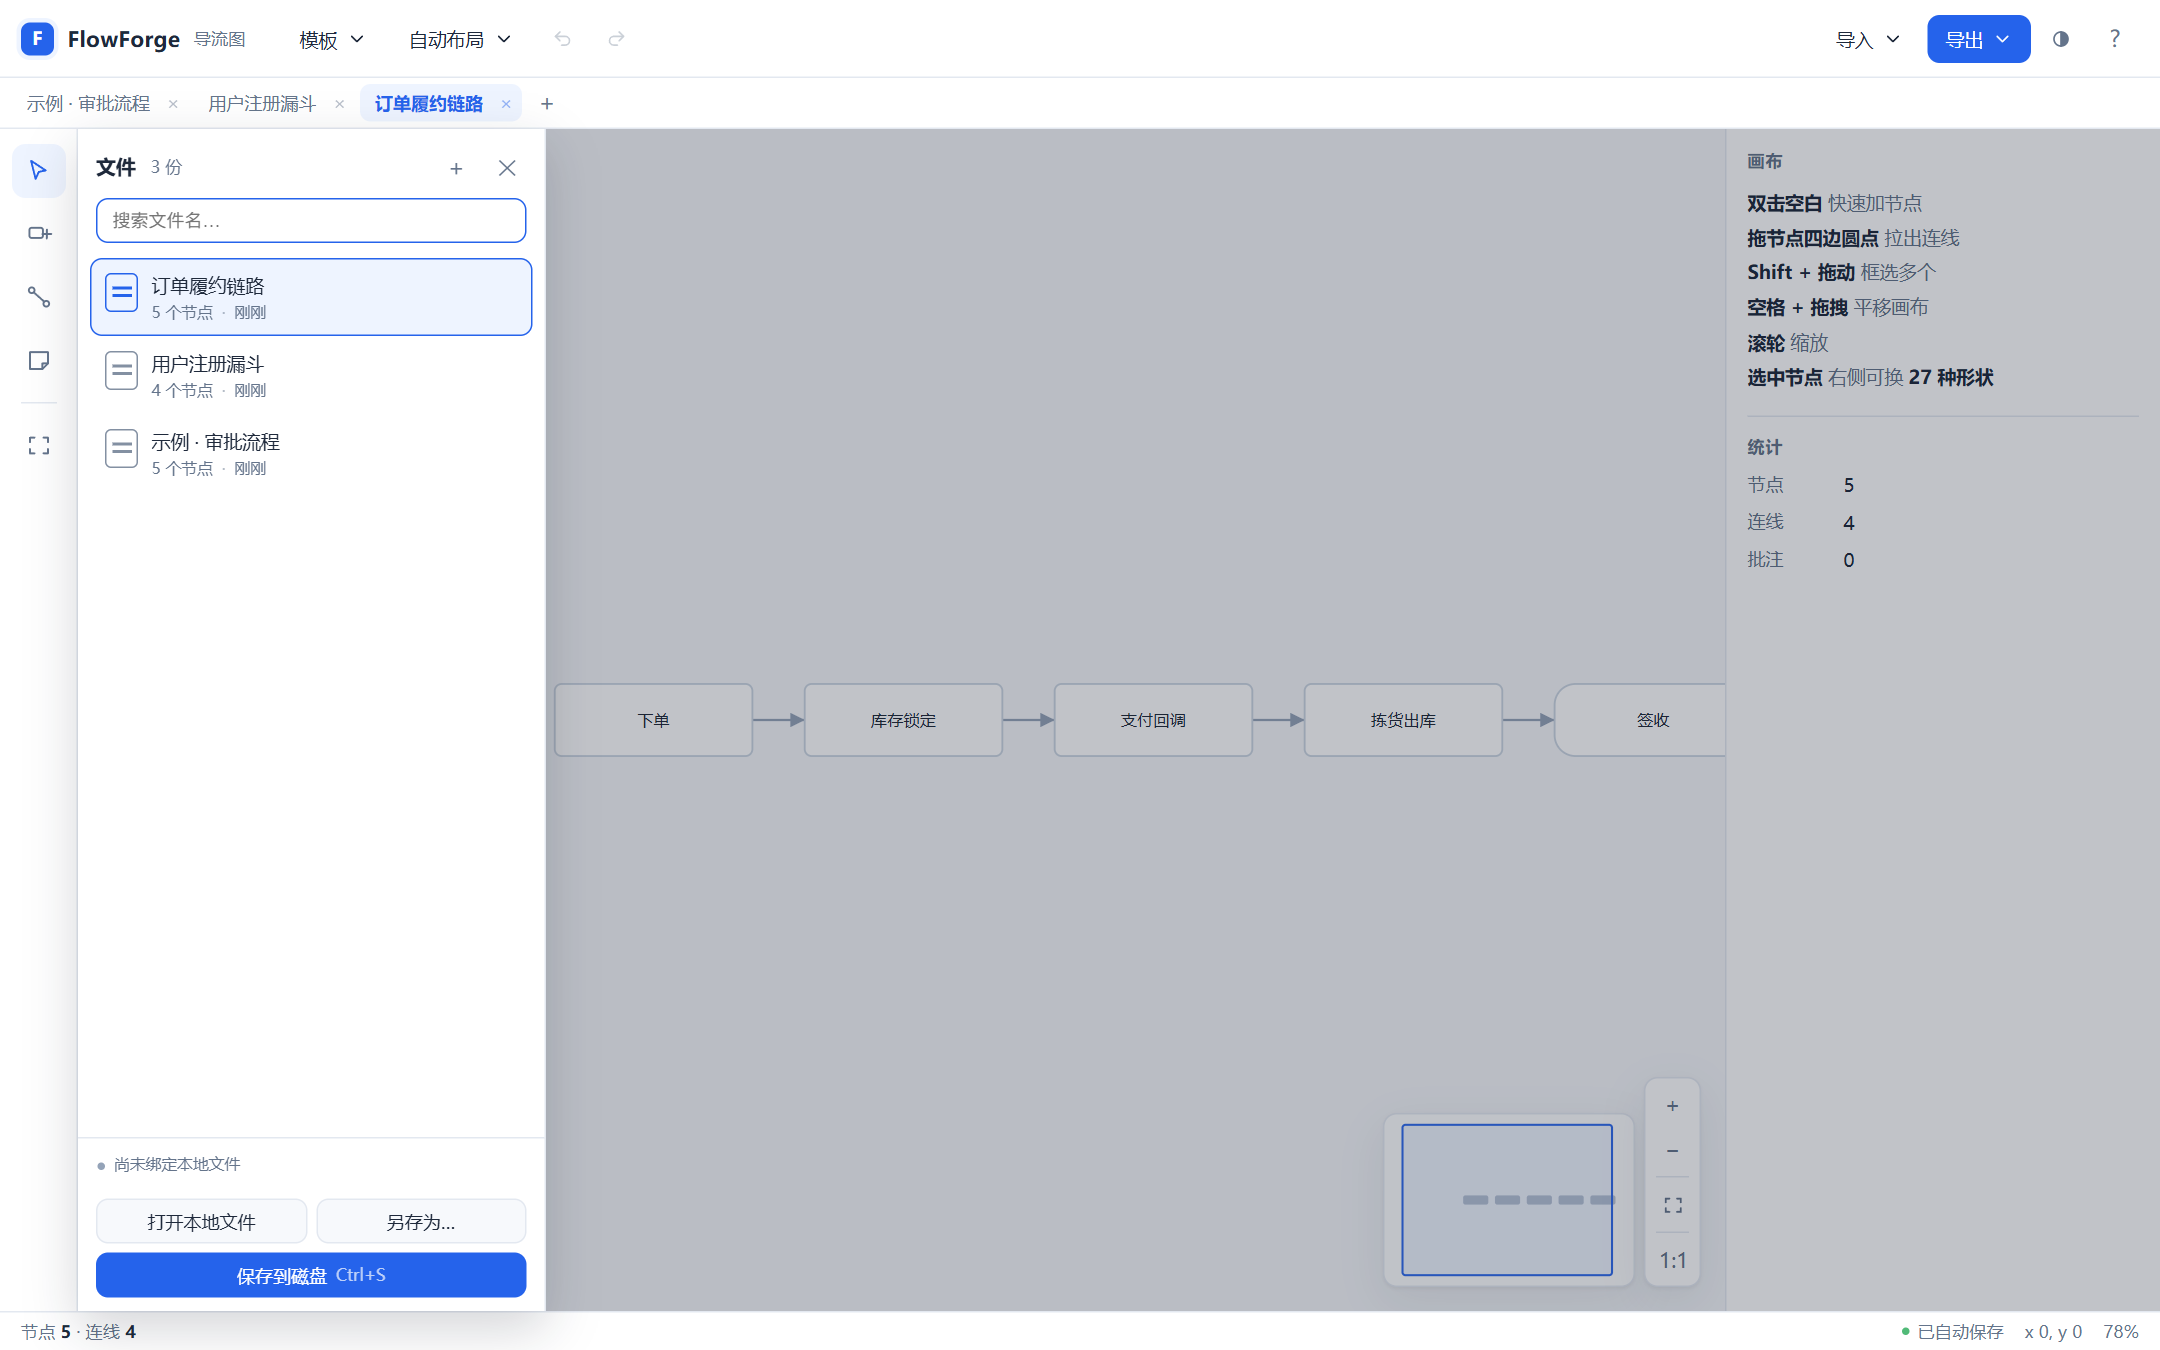 F FlowForge 导流图 模板 自动布局 导入 导出 ?
示例 · 审批流程 × 用户注册漏斗 × 订单履约链路 × +
文件 3 份 +
搜索文件名…
订单履约链路
5 个节点 · 刚刚
用户注册漏斗
4 个节点 · 刚刚
示例 · 审批流程
5 个节点 · 刚刚
尚未绑定本地文件
打开本地文件 另存为…
保存到磁盘 Ctrl+S
下单 库存锁定 支付回调 拣货出库 签收
+
−
1:1
画布
双击空白 快速加节点
拖节点四边圆点 拉出连线
Shift + 拖动 框选多个
空格 + 拖拽 平移画布
滚轮 缩放
选中节点 右侧可换 27 种形状
统计
节点 5
连线 4
批注 0
节点 5 · 连线 4 已自动保存 x 0, y 0 78%